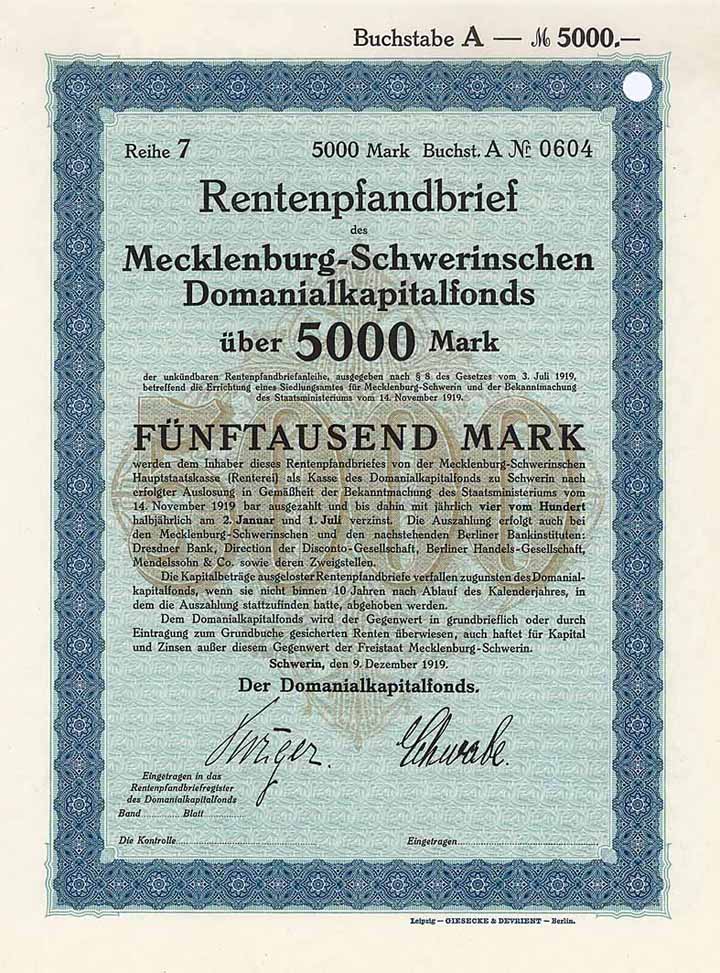 Buchstabe A — ℳ 5000.—
Reihe 7 5000 Mark Buchst. A № 0604
Rentenpfandbrief
des
Mecklenburg-Schwerinschen
Domanialkapitalfonds
über 5000 Mark
der unkündbaren Rentenpfandbriefanleihe, ausgegeben nach § 8 des Gesetzes vom 3. Juli 1919,
betreffend die Errichtung eines Siedlungsamtes für Mecklenburg-Schwerin und der Bekanntmachung
des Staatsministeriums vom 14. November 1919.
5000
FÜNFTAUSEND MARK
werden dem Inhaber dieses Rentenpfandbriefes von der Mecklenburg-Schwerinschen
Hauptstaatskasse (Renterei) als Kasse des Domanialkapitalfonds zu Schwerin nach
erfolgter Auslosung in Gemäßheit der Bekanntmachung des Staatsministeriums vom
14. November 1919 bar ausgezahlt und bis dahin mit jährlich vier vom Hundert
halbjährlich am 2. Januar und 1. Juli verzinst. Die Auszahlung erfolgt auch bei
den Mecklenburg-Schwerinschen und den nachstehenden Berliner Bankinstituten:
Dresdner Bank, Direction der Disconto-Gesellschaft, Berliner Handels-Gesellschaft,
Mendelssohn & Co. sowie deren Zweigstellen.
Die Kapitalbeträge ausgeloster Rentenpfandbriefe verfallen zugunsten des Domanial-
kapitalfonds, wenn sie nicht binnen 10 Jahren nach Ablauf des Kalenderjahres, in
dem die Auszahlung stattzufinden hatte, abgehoben werden.
Dem Domanialkapitalfonds wird der Gegenwert in grundbrieflich oder durch
Eintragung zum Grundbuche gesicherten Renten überwiesen, auch haftet für Kapital
und Zinsen außer diesem Gegenwert der Freistaat Mecklenburg-Schwerin.
Schwerin, den 9. Dezember 1919.
Der Domanialkapitalfonds.
Schwabe.
Eingetragen in das
Rentenpfandbriefregister
des Domanialkapitalfonds
Band............ Blatt............
Die Kontrolle.............................. Eingetragen..............................
Leipzig — GIESECKE & DEVRIENT — Berlin.